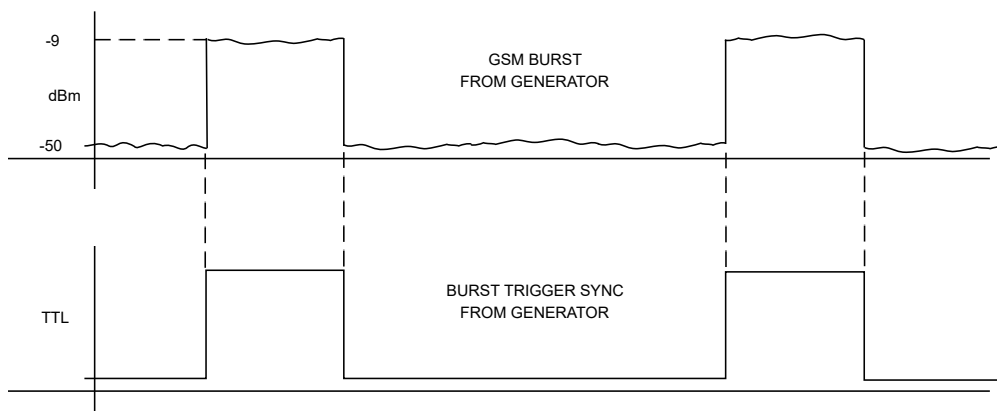 -9
GSM BURST
FROM GENERATOR
dBm
-50
BURST TRIGGER SYNC
FROM GENERATOR
TTL